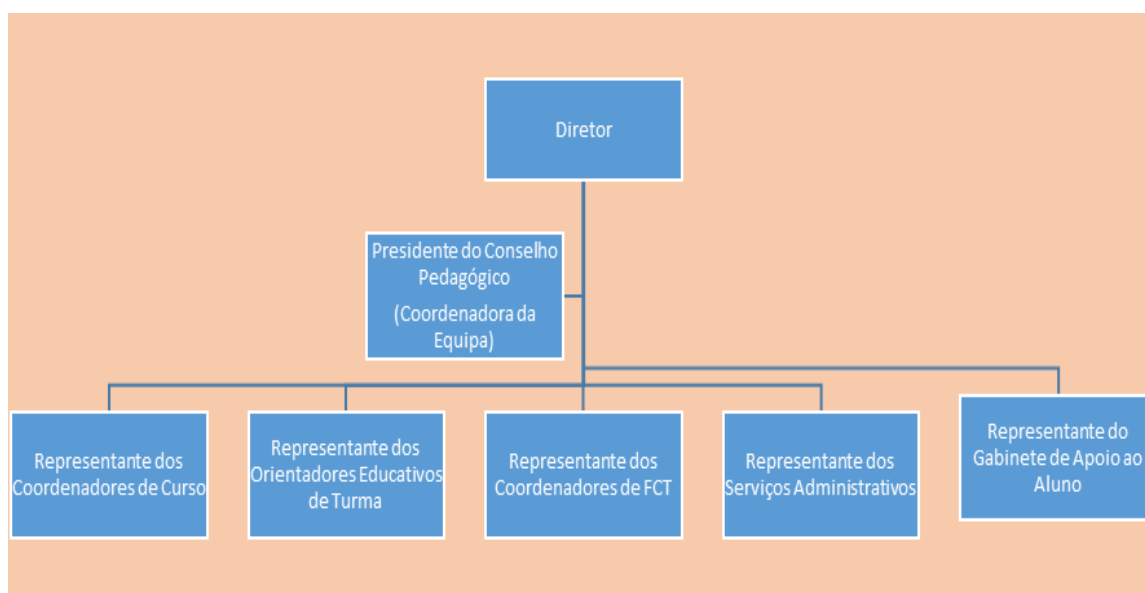 Diretor
Presidente do Conselho
Pedagógico
(Coordenadora da
Equipa)
Representante dos
Coordenadores de Curso
Representante dos
Orientadores Educativos
de Turma
Representante dos
Coordenadores de FCT
Representante dos
Serviços Administrativos
Representante do
Gabinete de Apoio ao
Aluno